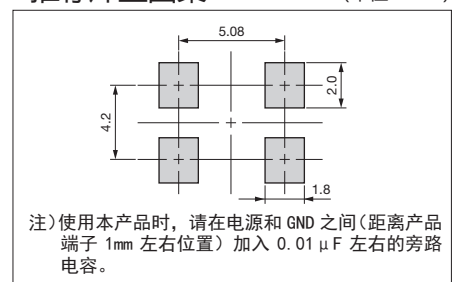 5.08
4.2
2.0
1.8
注)使用本产品时，请在电源和 GND 之间(距离产品
端子 1mm 左右位置) 加入 0.01μF 左右的旁路
电容。